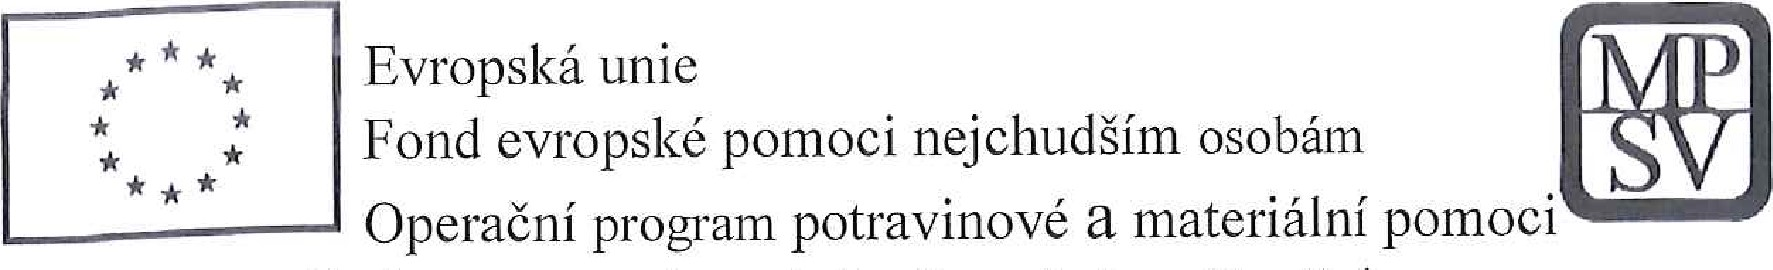 Evropská unie
Fond evropské pomoci nejchudším osobám
Operační program potravinové a materiální pomoci
MP
SV